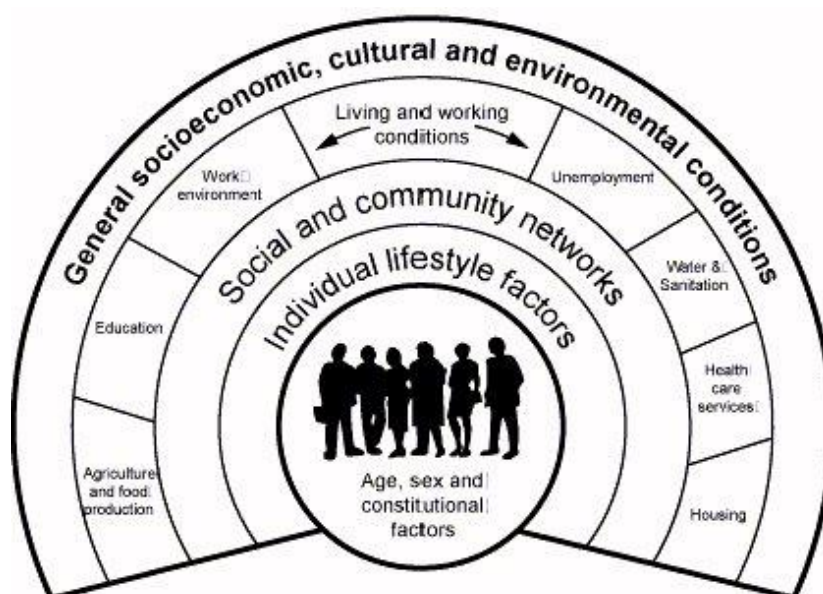 General socioeconomic, cultural and environmental conditions
Living and working
conditions
Work
environment
Unemployment
Education
Water &
Sanitation
Agriculture
and food
production
Health
care
services
Housing
Social and community networks
Individual lifestyle factors
Age, sex and
constitutional
factors